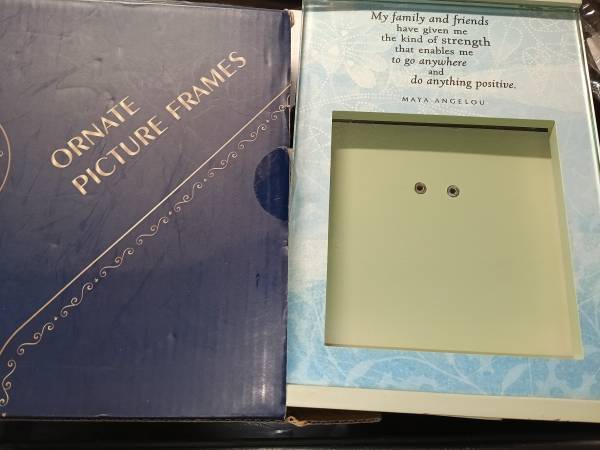 ORNATE
PICTURE FRAMES
My family and friends
have given me
the kind of strength
that enables me
to go anywhere
and
do anything positive.
MAYA ANGELOU